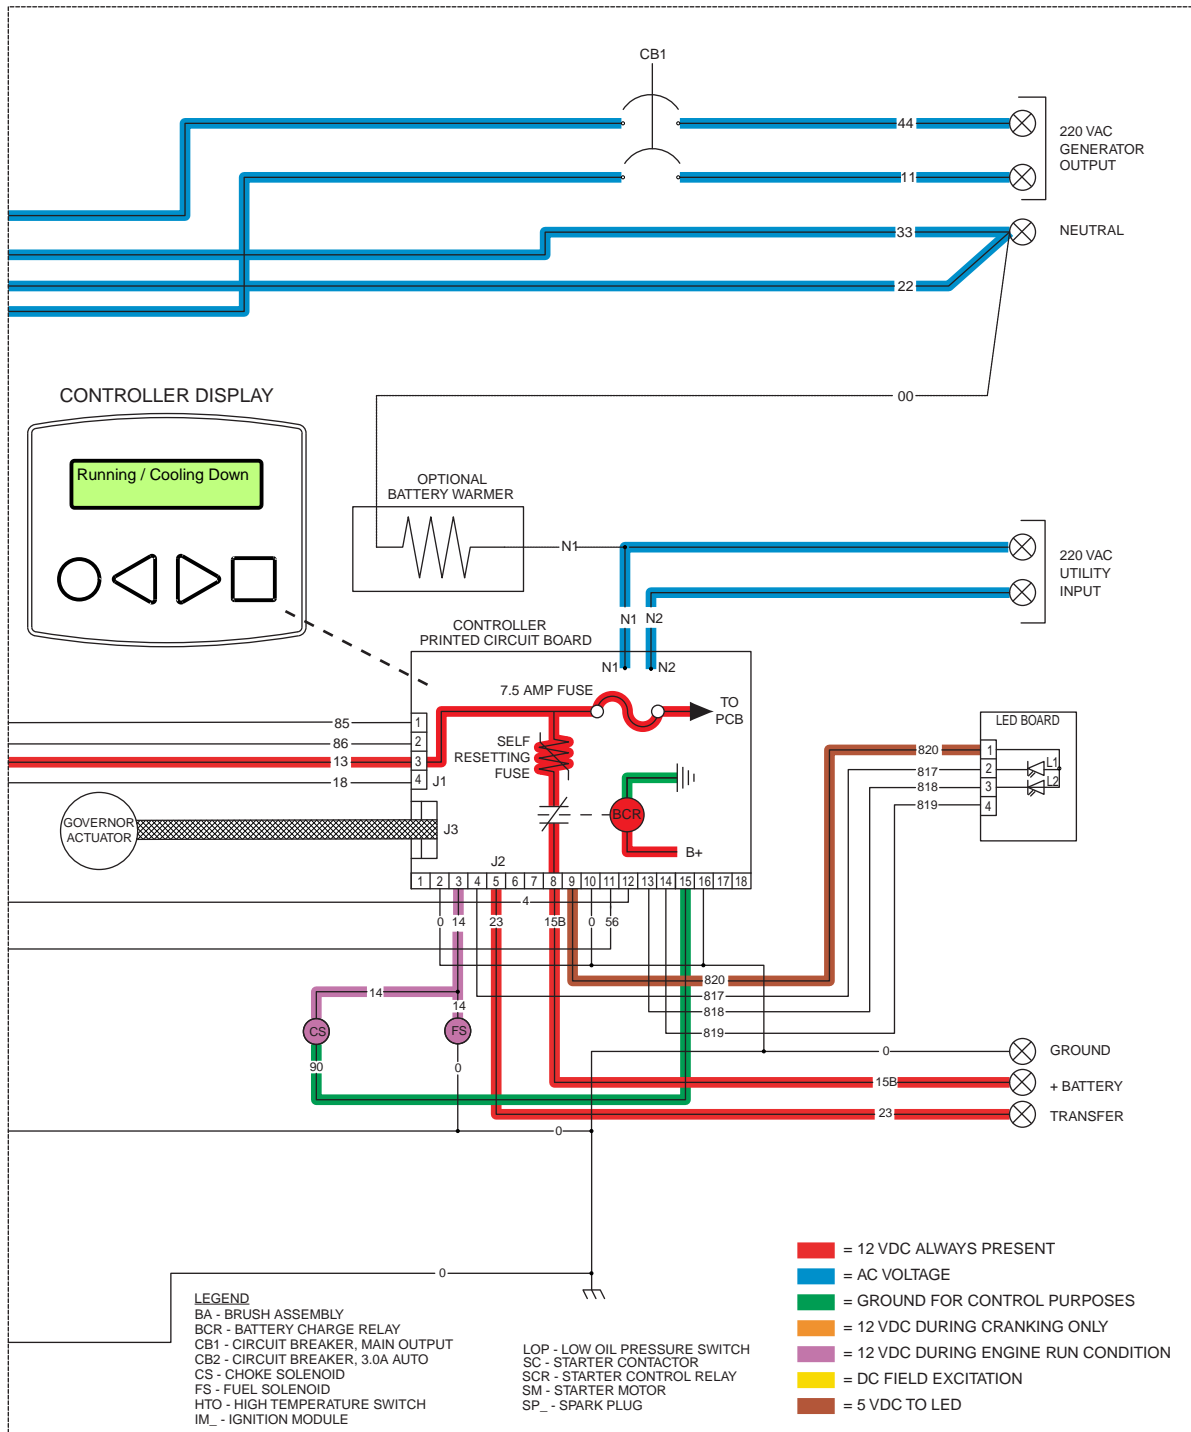 CB1
44
220 VAC
GENERATOR
OUTPUT
11
33
NEUTRAL
22
CONTROLLER DISPLAY
00
Running / Cooling Down
OPTIONAL
BATTERY WARMER
N1
220 VAC
UTILITY
INPUT
N1 N2
CONTROLLER
PRINTED CIRCUIT BOARD
N1 N2
7.5 AMP FUSE
TO
PCB
85 1
86 2
13 3
18 4 J1
SELF
RESETTING
FUSE
LED BOARD
820 1 L1
817 2
818 3 L2
819 4
GOVERNOR
ACTUATOR
J3
BCR
B+
J2
1 2 3 4 5 6 7 8 9 10 11 12 13 14 15 16 17 18
4
0 14 23 15B 0 56
820
14 817
14 818
CS FS 819
90 0
0 GROUND
15B + BATTERY
23 TRANSFER
0
0
LEGEND
BA - BRUSH ASSEMBLY
BCR - BATTERY CHARGE RELAY
CB1 - CIRCUIT BREAKER, MAIN OUTPUT
CB2 - CIRCUIT BREAKER, 3.0A AUTO
CS - CHOKE SOLENOID
FS - FUEL SOLENOID
HTO - HIGH TEMPERATURE SWITCH
IM_ - IGNITION MODULE
LOP - LOW OIL PRESSURE SWITCH
SC - STARTER CONTACTOR
SCR - STARTER CONTROL RELAY
SM - STARTER MOTOR
SP_ - SPARK PLUG
= 12 VDC ALWAYS PRESENT
= AC VOLTAGE
= GROUND FOR CONTROL PURPOSES
= 12 VDC DURING CRANKING ONLY
= 12 VDC DURING ENGINE RUN CONDITION
= DC FIELD EXCITATION
= 5 VDC TO LED